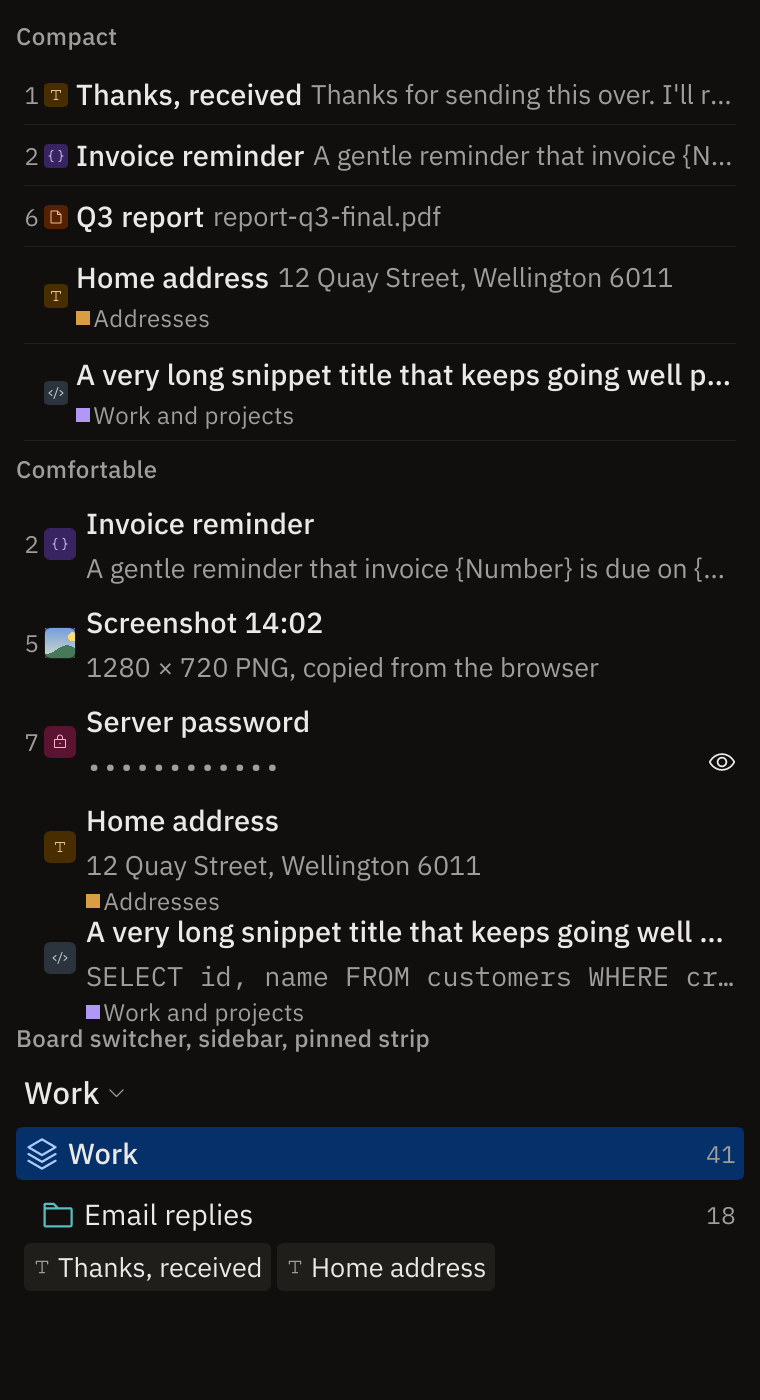 Compact
1 T Thanks, received Thanks for sending this over. I'll r...
2 {} Invoice reminder A gentle reminder that invoice {N...
6 Q3 report report-q3-final.pdf
T Home address 12 Quay Street, Wellington 6011
Addresses
</> A very long snippet title that keeps going well p...
Work and projects
Comfortable
Invoice reminder
2 {} A gentle reminder that invoice {Number} is due on {...
Screenshot 14:02
5 1280 × 720 PNG, copied from the browser
Server password
7 ••••••••••••
Home address
T 12 Quay Street, Wellington 6011
Addresses
A very long snippet title that keeps going well ...
</> SELECT id, name FROM customers WHERE cr...
Work and projects
Board switcher, sidebar, pinned strip
Work
Work 41
Email replies 18
T Thanks, received T Home address